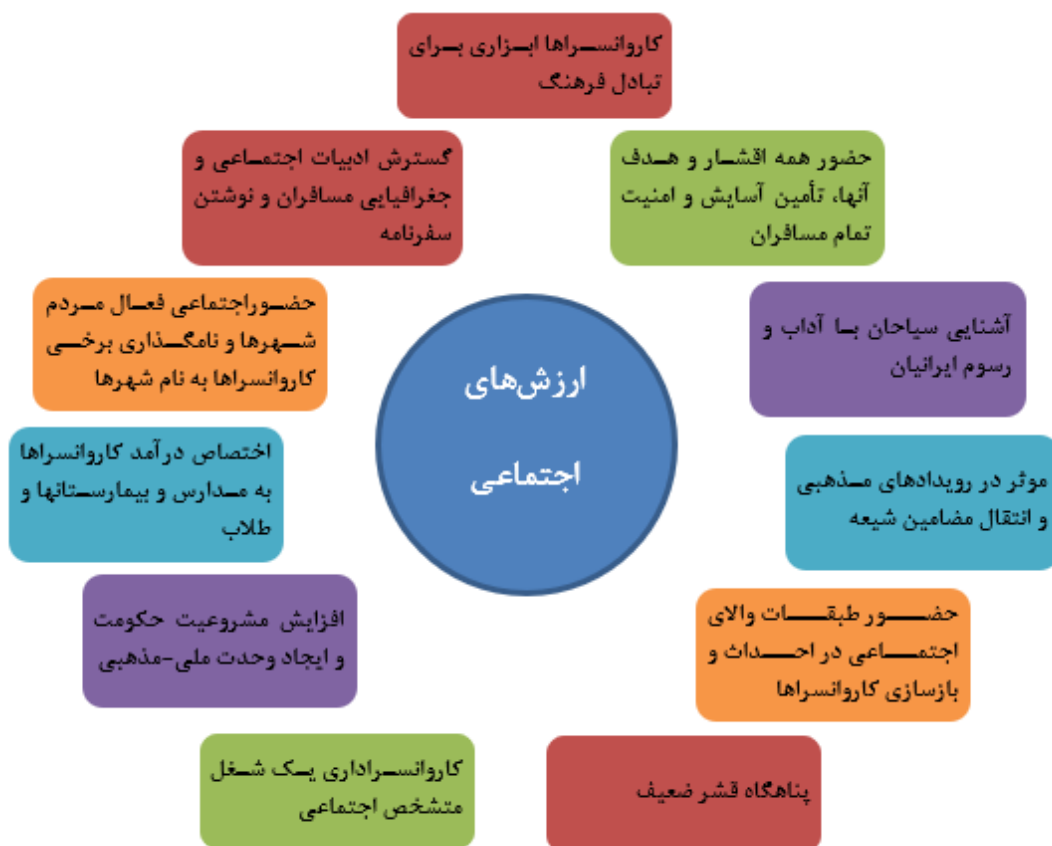 کاروانسراها ابزاری برای
تبادل فرهنگ
حضور همه اقشار و هدف
آنها، تأمین آسایش و امنیت
تمام مسافران
آشنایی سیاحان با آداب و
رسوم ایرانیان
موثر در رویدادهای مذهبی
و انتقال مضامین شیعه
حضور طبقات والای
اجتماعی در احداث و
بازسازی کاروانسراها
پناهگاه قشر ضعیف
کاروانسراداری یک شغل
متشخص اجتماعی
افزایش مشروعیت حکومت
و ایجاد وحدت ملی-مذهبی
اختصاص درآمد کاروانسراها
به مدارس و بیمارستانها و
طلاب
حضوراجتماعی فعال مردم
شهرها و نامگذاری برخی
کاروانسراها به نام شهرها
گسترش ادبیات اجتماعی و
جغرافیایی مسافران و نوشتن
سفرنامه
ارزش‌های
اجتماعی